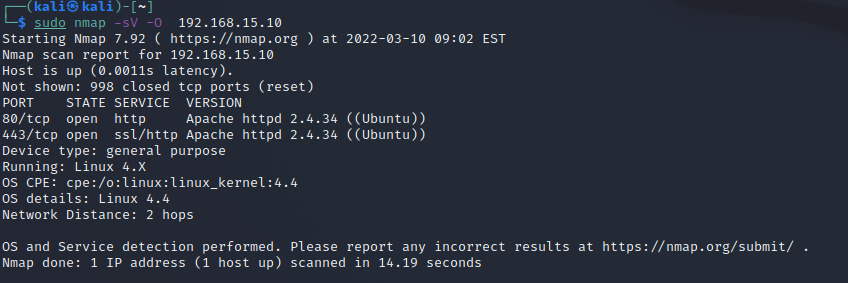 ┌──(kali㉿kali)-[~]
└─$ sudo nmap -sV -O  192.168.15.10
Starting Nmap 7.92 ( https://nmap.org ) at 2022-03-10 09:02 EST
Nmap scan report for 192.168.15.10
Host is up (0.0011s latency).
Not shown: 998 closed tcp ports (reset)
PORT    STATE SERVICE  VERSION
80/tcp  open  http     Apache httpd 2.4.34 ((Ubuntu))
443/tcp open  ssl/http Apache httpd 2.4.34 ((Ubuntu))
Device type: general purpose
Running: Linux 4.X
OS CPE: cpe:/o:linux:linux_kernel:4.4
OS details: Linux 4.4
Network Distance: 2 hops
OS and Service detection performed. Please report any incorrect results at https://nmap.org/submit/ .
Nmap done: 1 IP address (1 host up) scanned in 14.19 seconds